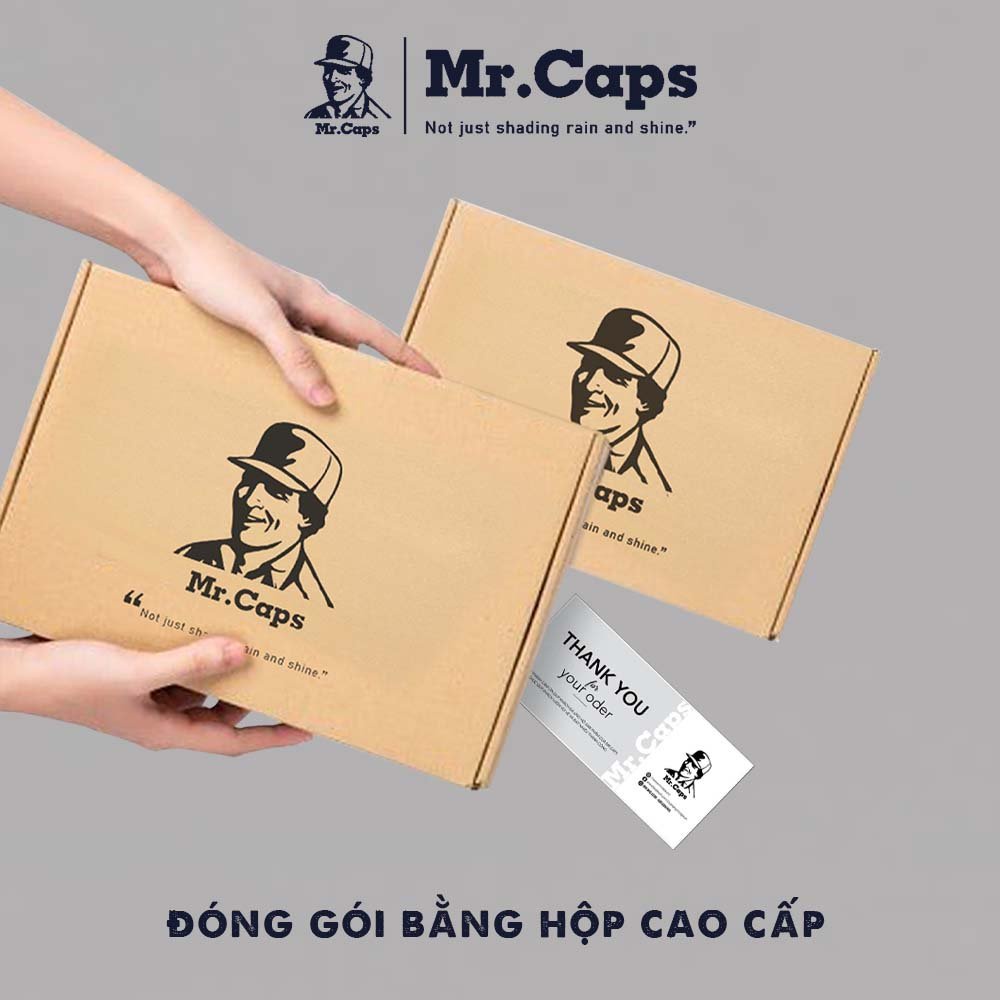 Mr.Caps
Mr.Caps
Not just shading rain and shine.”
aps
ain and shine.”
Mr.Caps
“ Not just sha ain and shine.”
THANK YOU
for
your oder
Mr.Caps
Mr.Caps
ĐÓNG GÓI BẰNG HỘP CAO CẤP